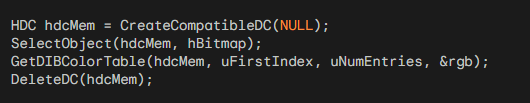 HDC hdcMem = CreateCompatibleDC(NULL);
SelectObject(hdcMem, hBitmap);
GetDIBColorTable(hdcMem, uFirstIndex, uNumEntries, &rgb);
DeleteDC(hdcMem);